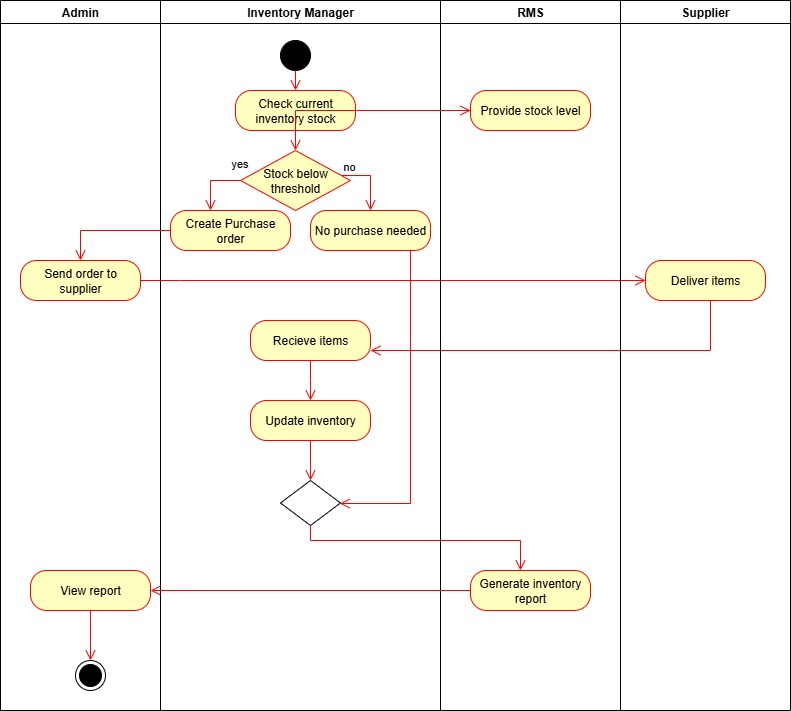 Admin
Inventory Manager
RMS
Supplier
Check current
inventory stock
Provide stock level
yes
no
Stock below
threshold
Create Purchase
order
No purchase needed
Send order to
supplier
Deliver items
Recieve items
Update inventory
View report
Generate inventory
report